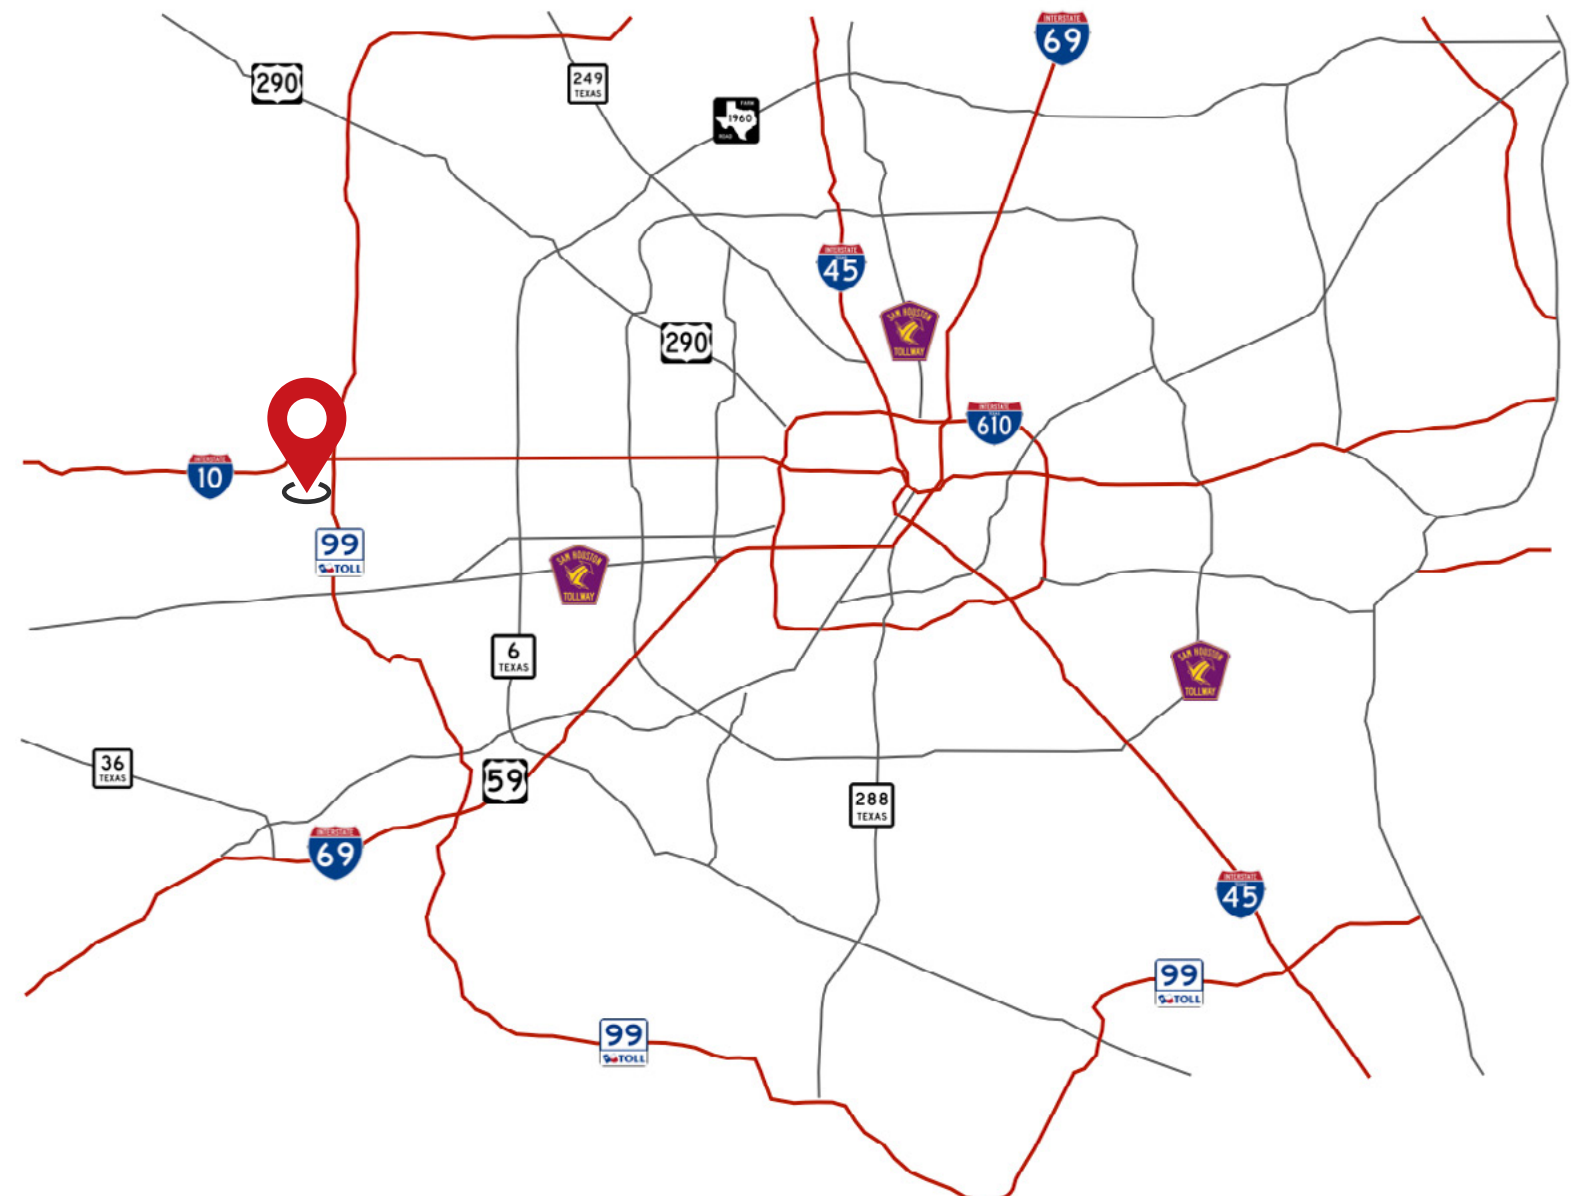 INTERSTATE
69
290
249
TEXAS
FARM
1960
ROAD
INTERSTATE
TEXAS
45
SAM HOUSTON
TOLLWAY
290
INTERSTATE
TEXAS
610
INTERSTATE
10
99
TOLL
SAM HOUSTON
TOLLWAY
6
TEXAS
SAM HOUSTON
TOLLWAY
36
TEXAS
59
288
TEXAS
INTERSTATE
69
INTERSTATE
45
99
TOLL
99
TOLL